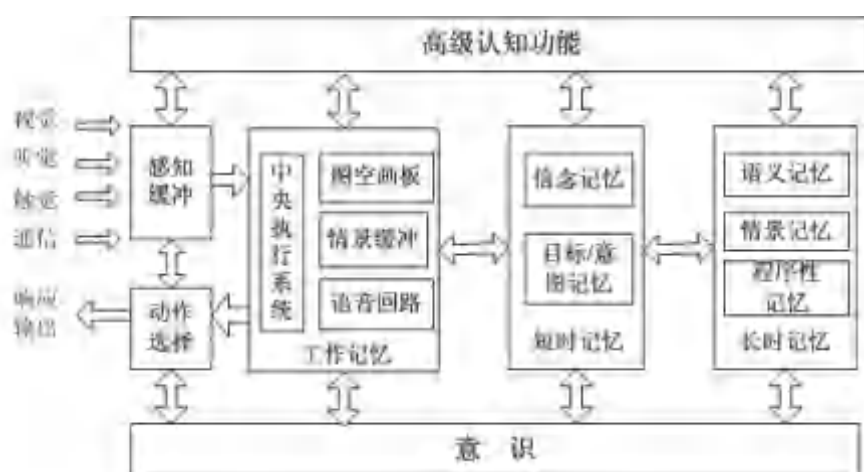 高级认知功能
视觉
听觉
触觉
通信
响应
输出
感知
缓冲
动作
选择
中
央
执
行
系
统
图空画板
情景缓冲
语音回路
工作记忆
信念记忆
目标/意
图记忆
短时记忆
语义记忆
情景记忆
程序性
记忆
长时记忆
意 识